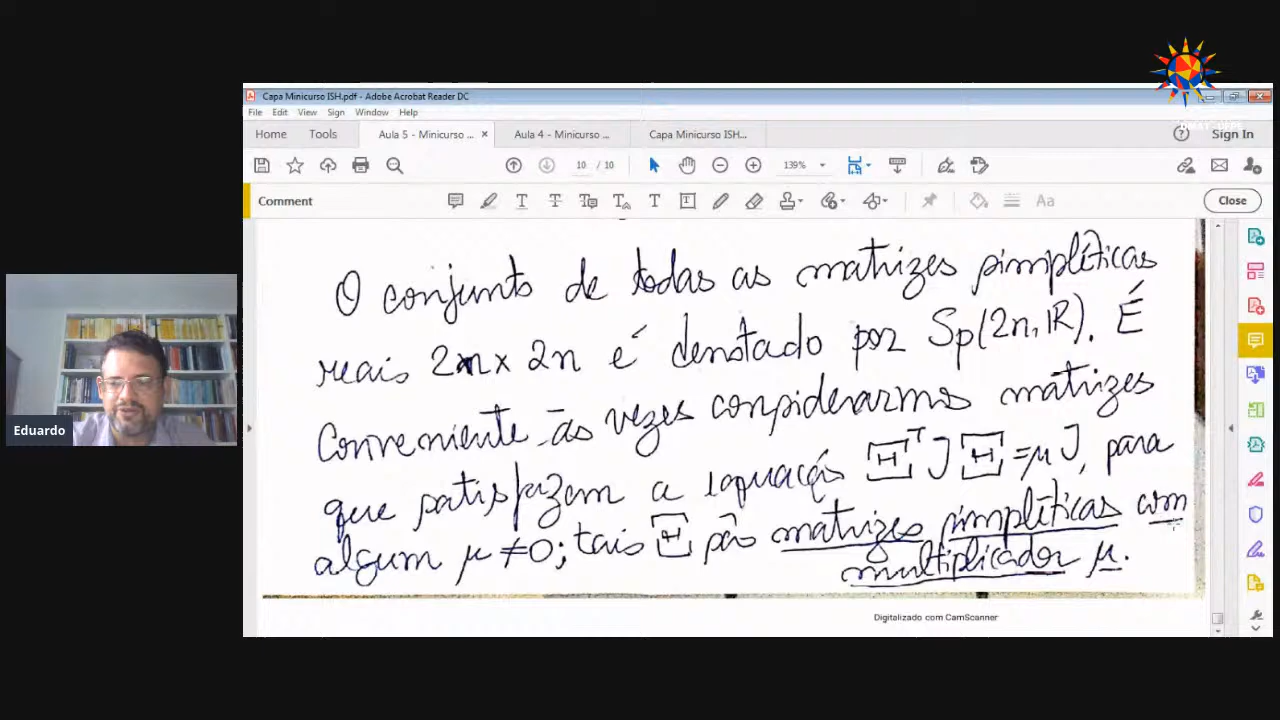 Capa Minicurso ISH.pdf - Adobe Acrobat Reader DC
File Edit View Sign Window Help
Home Tools Aula 5 - Minicurso ... × Aula 4 - Minicurso ... Capa Minicurso ISH... Sign In
10 / 10 139%
Comment Aa Close
O conjunto de todas as matrizes simpléticas
reais 2n x 2n é denotado por Sp(2n, ℝ). É
Conveniente às vezes considerarmos matrizes
que satisfazem a equação Ξᵀ J Ξ = μ J, para
algum μ ≠ 0; tais Ξ são matrizes simpléticas com
multiplicador μ.
Digitalizado com CamScanner
Eduardo